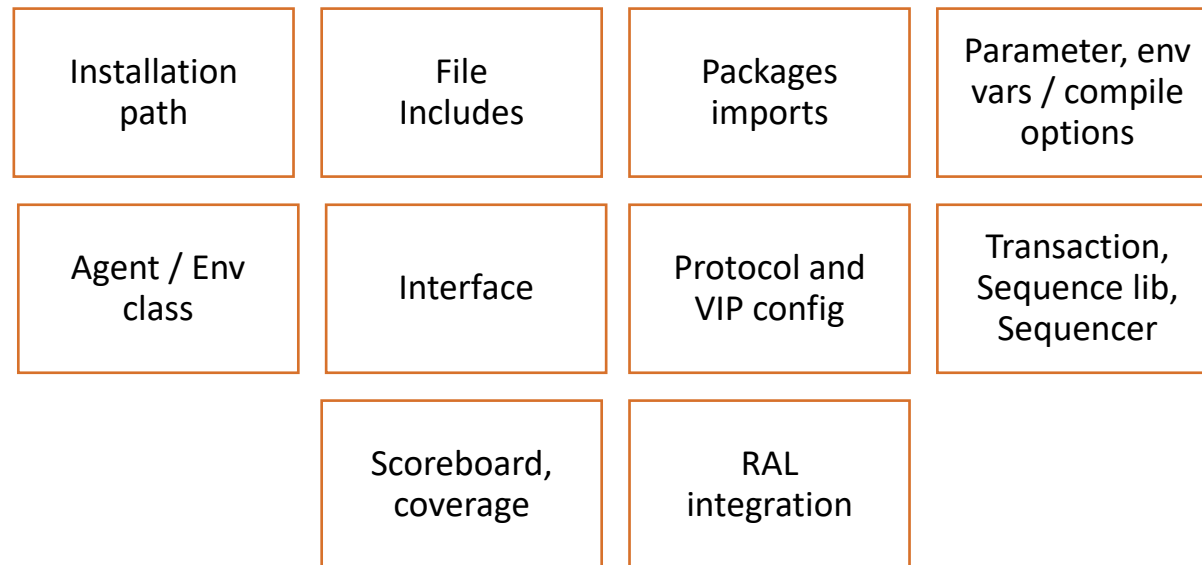 Installation
path
File
Includes
Packages
imports
Parameter, env
vars / compile
options
Agent / Env
class
Interface
Protocol and
VIP config
Transaction,
Sequence lib,
Sequencer
Scoreboard,
coverage
RAL
integration